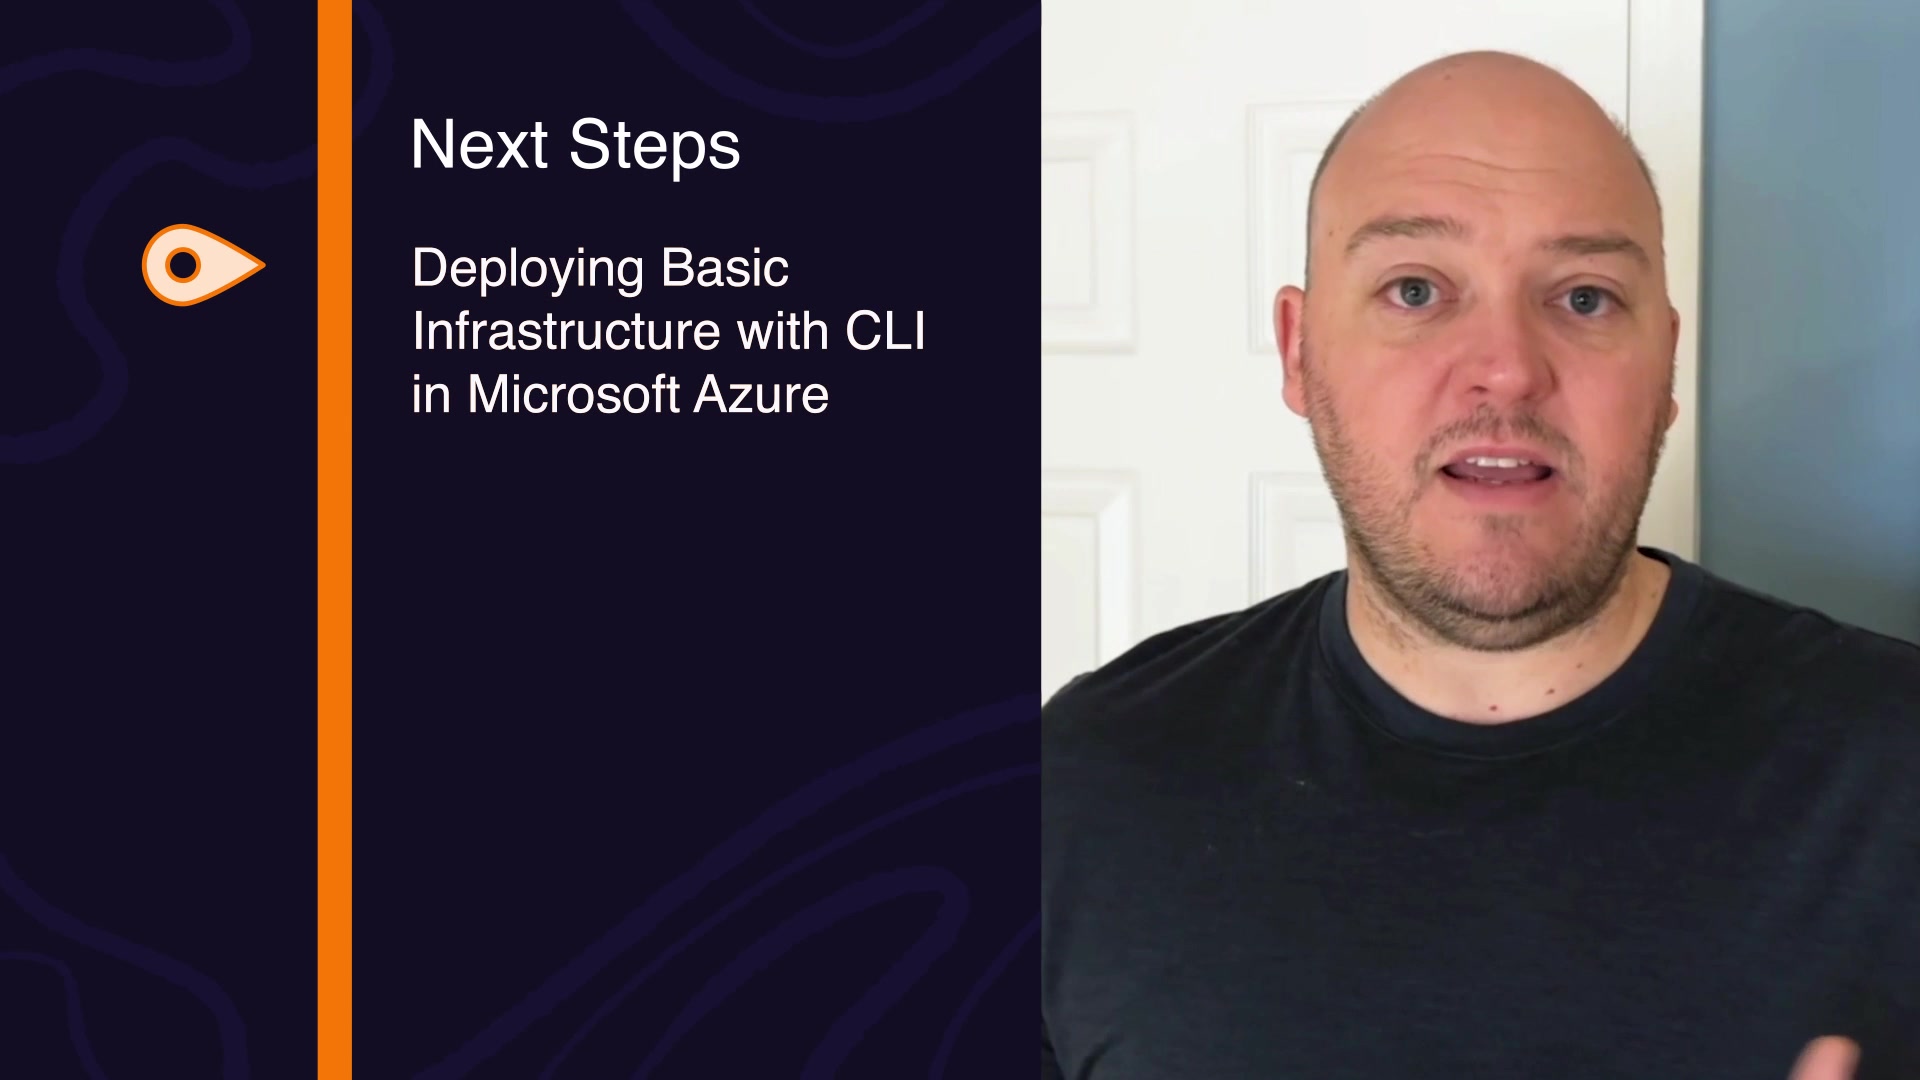 Next Steps
Deploying Basic
Infrastructure with CLI
in Microsoft Azure